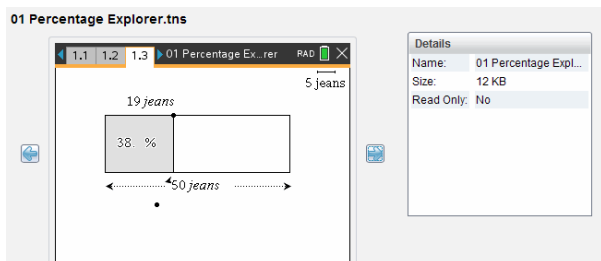 01 Percentage Explorer.tns
1.1 1.2 1.3 01 Percentage Ex...rer RAD
5 jeans
19 jeans
38. %
50 jeans
Details
Name: 01 Percentage Expl...
Size: 12 KB
Read Only: No